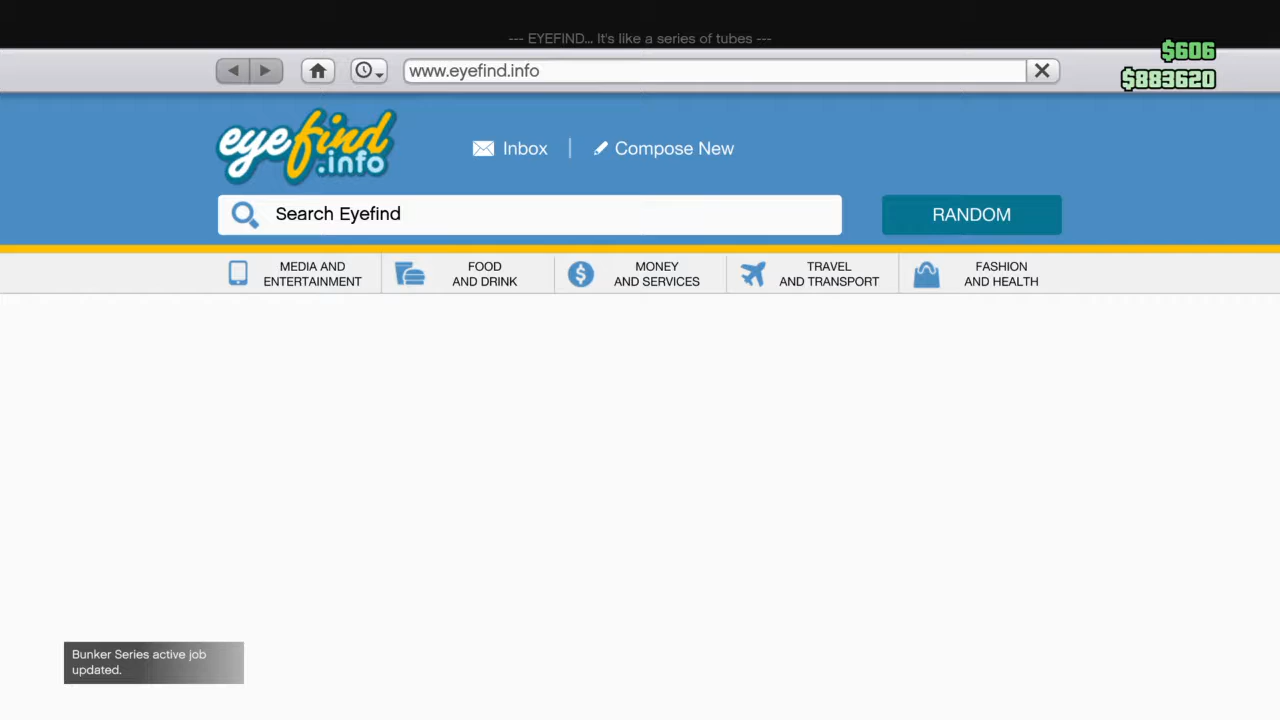 --- EYEFIND... It's like a series of tubes ---
$606
www.eyefind.info
$883620
eyefind
.info
Inbox
Compose New
Search Eyefind
RANDOM
MEDIA AND
ENTERTAINMENT
FOOD
AND DRINK
MONEY
AND SERVICES
TRAVEL
AND TRANSPORT
FASHION
AND HEALTH
Bunker Series active job
updated.